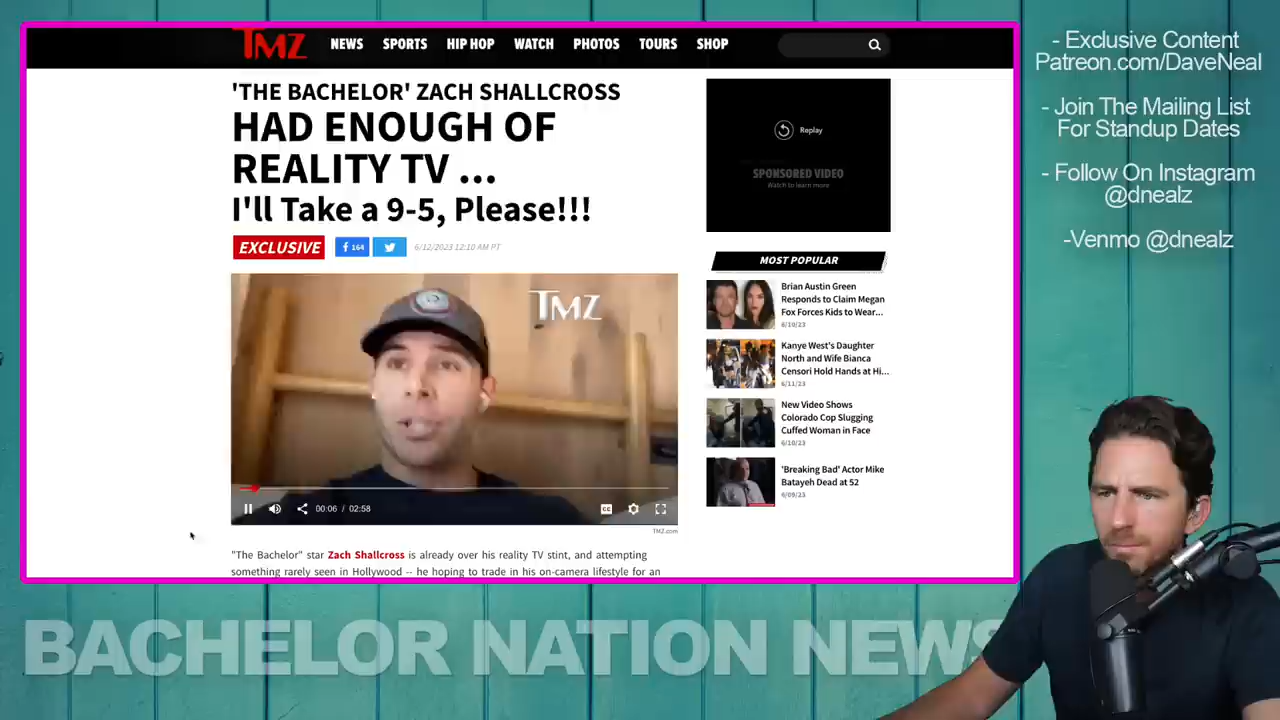 TMZ
NEWS SPORTS HIP HOP WATCH PHOTOS TOURS SHOP
'THE BACHELOR' ZACH SHALLCROSS
HAD ENOUGH OF
REALITY TV ...
I'll Take a 9-5, Please!!!
EXCLUSIVE
164
6/12/2023 12:10 AM PT
TMZ
00:06 / 02:58
CC
TMZ.com
"The Bachelor" star Zach Shallcross is already over his reality TV stint, and attempting
something rarely seen in Hollywood -- he hoping to trade in his on-camera lifestyle for an
Replay
SPONSORED VIDEO
Watch to learn more
MOST POPULAR
Brian Austin Green
Responds to Claim Megan
Fox Forces Kids to Wear...
6/10/23
Kanye West's Daughter
North and Wife Bianca
Censori Hold Hands at Hi...
6/11/23
New Video Shows
Colorado Cop Slugging
Cuffed Woman in Face
6/10/23
'Breaking Bad' Actor Mike
Batayeh Dead at 52
6/09/23
- Exclusive Content
Patreon.com/DaveNeal
- Join The Mailing List
For Standup Dates
- Follow On Instagram
@dnealz
-Venmo @dnealz
BACHELOR NATION NEWS